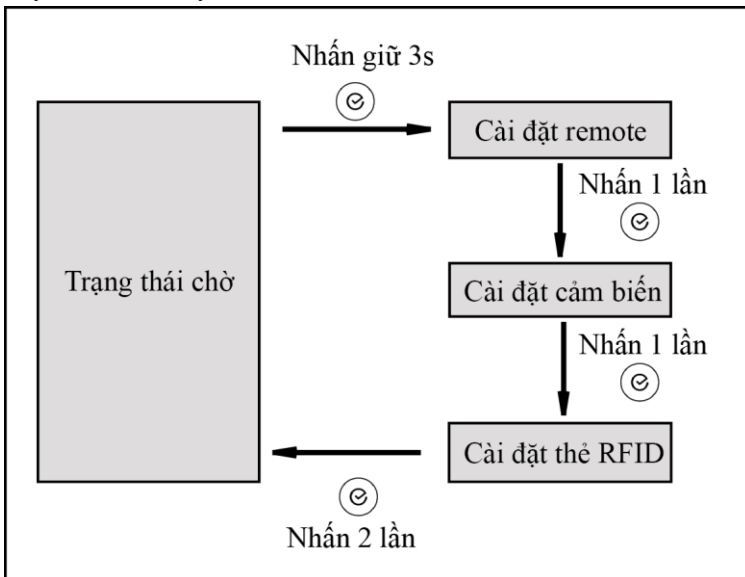 Nhấn giữ 3s
Cài đặt remote
Nhấn 1 lần
Trạng thái chờ
Cài đặt cảm biến
Nhấn 1 lần
Cài đặt thẻ RFID
Nhấn 2 lần